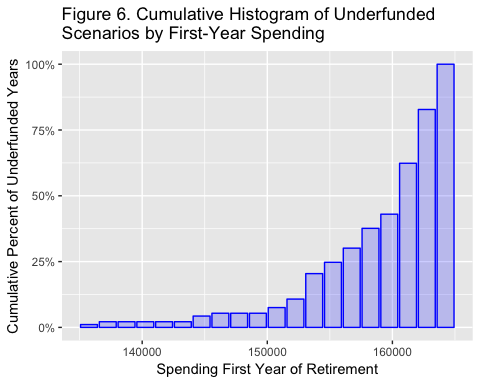 Figure 6. Cumulative Histogram of Underfunded
Scenarios by First-Year Spending
Cumulative Percent of Underfunded Years
100%
75%
50%
25%
0%
140000
150000
160000
Spending First Year of Retirement